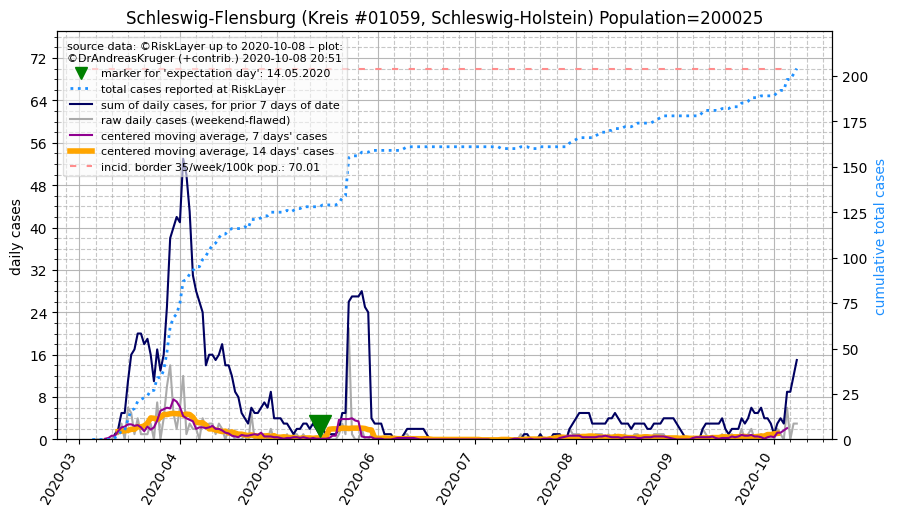 Schleswig-Flensburg (Kreis #01059, Schleswig-Holstein) Population=200025
source data: ©RiskLayer up to 2020-10-08 – plot:
©DrAndreasKruger (+contrib.) 2020-10-08 20:51
marker for 'expectation day': 14.05.2020
total cases reported at RiskLayer
sum of daily cases, for prior 7 days of date
raw daily cases (weekend-flawed)
centered moving average, 7 days' cases
centered moving average, 14 days' cases
incid. border 35/week/100k pop.: 70.01
daily cases
72
64
56
48
40
32
24
16
8
0
200
175
150
125
100
75
50
25
0
cumulative total cases
2020-03
2020-04
2020-05
2020-06
2020-07
2020-08
2020-09
2020-10